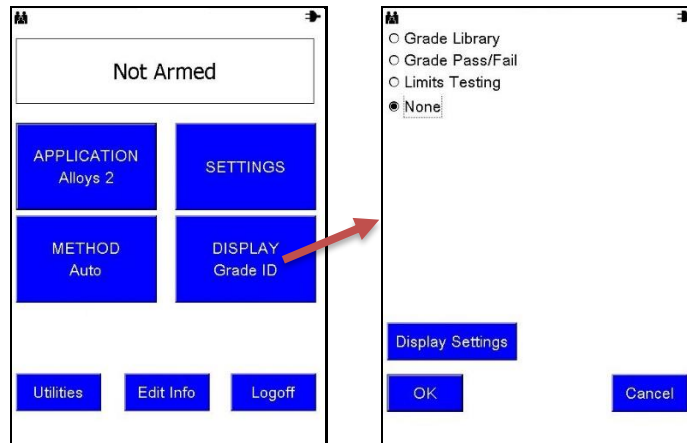 Not Armed
APPLICATION
Alloys 2
SETTINGS
METHOD
Auto
DISPLAY
Grade ID
Utilities
Edit Info
Logoff
Grade Library
Grade Pass/Fail
Limits Testing
None
Display Settings
OK
Cancel